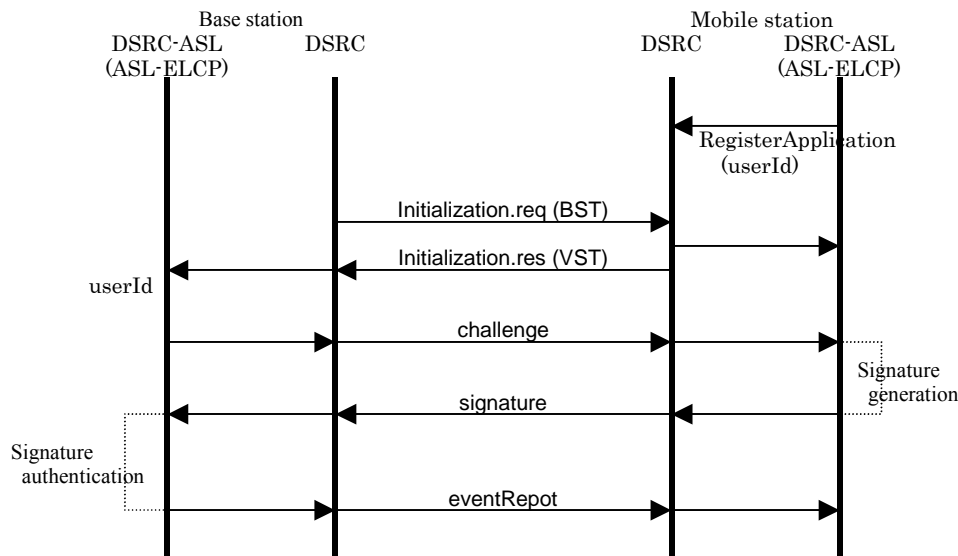 Base station
Mobile station
DSRC-ASL
(ASL-ELCP)
DSRC
DSRC
DSRC-ASL
(ASL-ELCP)
RegisterApplication
(userId)
Initialization.req (BST)
Initialization.res (VST)
userId
challenge
Signature
generation
signature
Signature
authentication
eventRepot